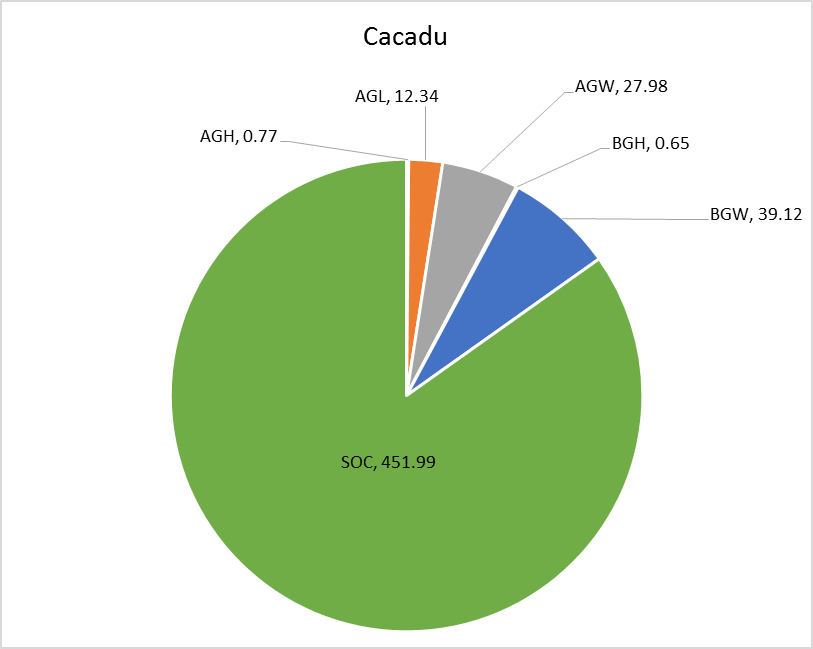 Cacadu
AGW, 27.98
AGL, 12.34
AGH, 0.77
BGH, 0.65
BGW, 39.12
SOC, 451.99